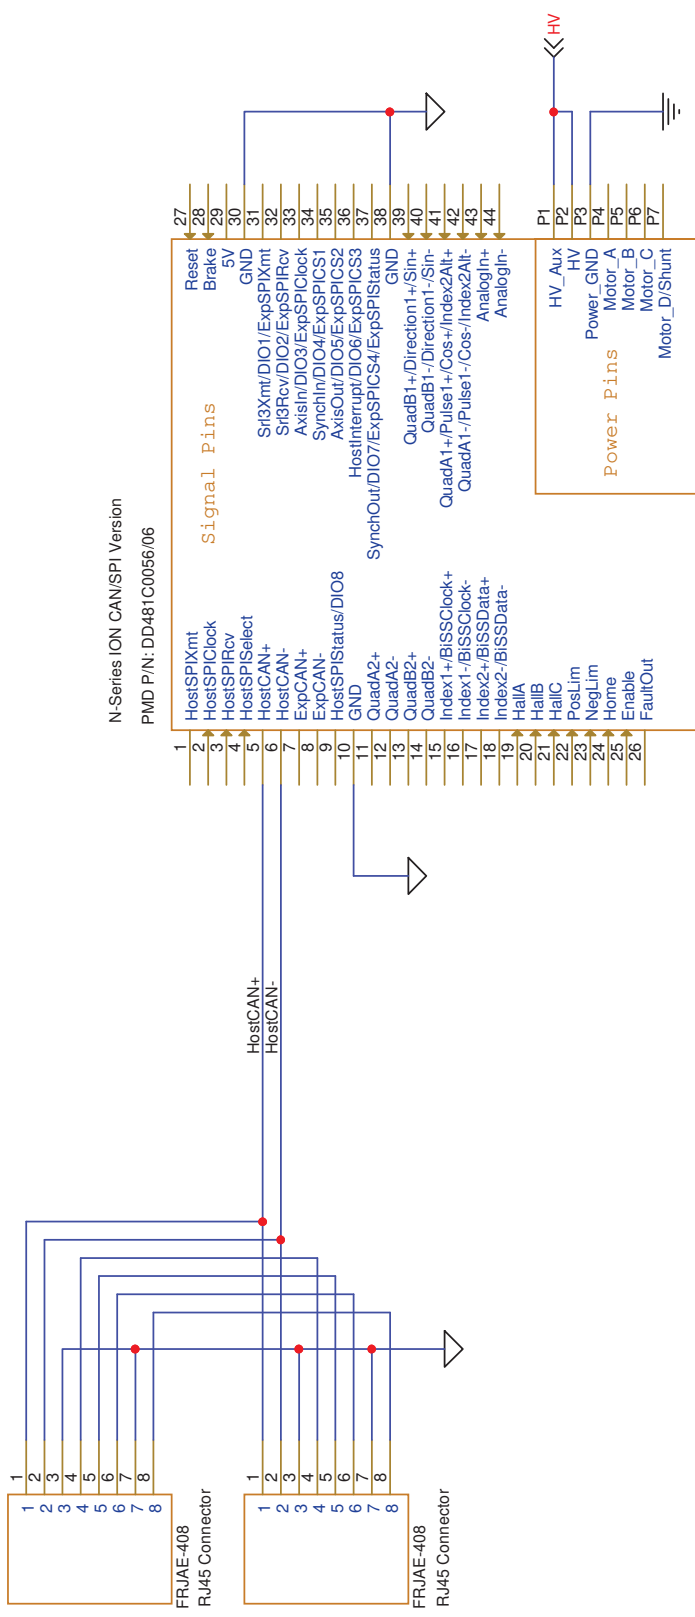 HV
N-Series ION CAN/SPI Version
PMD P/N: DD481C0056/06
Signal Pins
1 HostSPIXmt
2 HostSPIClock
3 HostSPIRcv
4 HostSPISelect
5 HostCAN+
6 HostCAN-
7 ExpCAN+
8 ExpCAN-
9 HostSPIStatus/DIO8
10 GND
11 QuadA2+
12 QuadA2-
13 QuadB2+
14 QuadB2-
15 Index1+/BiSSClock+
16 Index1-/BiSSClock-
17 Index2+/BiSSData+
18 Index2-/BiSSData-
19 HallA
20 HallB
21 HallC
22 PosLim
23 NegLim
24 Home
25 Enable
26 FaultOut
Reset 27
Brake 28
5V 29
GND 30
Srl3Xmt/DIO1/ExpSPIXmt 31
Srl3Rcv/DIO2/ExpSPIRcv 32
AxisIn/DIO3/ExpSPIClock 33
SynchIn/DIO4/ExpSPICS1 34
AxisOut/DIO5/ExpSPICS2 35
HostInterrupt/DIO6/ExpSPICS3 36
SynchOut/DIO7/ExpSPICS4/ExpSPIStatus 37
GND 38
QuadB1+/Direction1+/Sin+ 39
QuadB1-/Direction1-/Sin- 40
QuadA1+/Pulse1+/Cos+/Index2Alt+ 41
QuadA1-/Pulse1-/Cos-/Index2Alt- 42
AnalogIn+ 43
AnalogIn- 44
Power Pins
HV_Aux P1
HV P2
Power_GND P3
Motor_A P4
Motor_B P5
Motor_C P6
Motor_D/Shunt P7
HostCAN+
HostCAN-
1 1
2 2
3 3
4 4
5 5
6 6
7 7
8 8
FRJAE-408
RJ45 Connector
1 1
2 2
3 3
4 4
5 5
6 6
7 7
8 8
FRJAE-408
RJ45 Connector